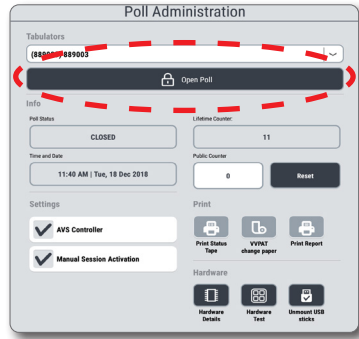 Poll Administration
Tabulators
889003
Open Poll
Info
Poll Status
Lifetime Counter:
CLOSED
11
Time and Date
Public Counter
11:40 AM | Tue, 18 Dec 2018
0
Reset
Settings
Print
AVS Controller
Manual Session Activation
Print Status
Tape
VVPAT
change paper
Print Report
Hardware
Hardware
Details
Hardware
Test
Unmount USB
sticks